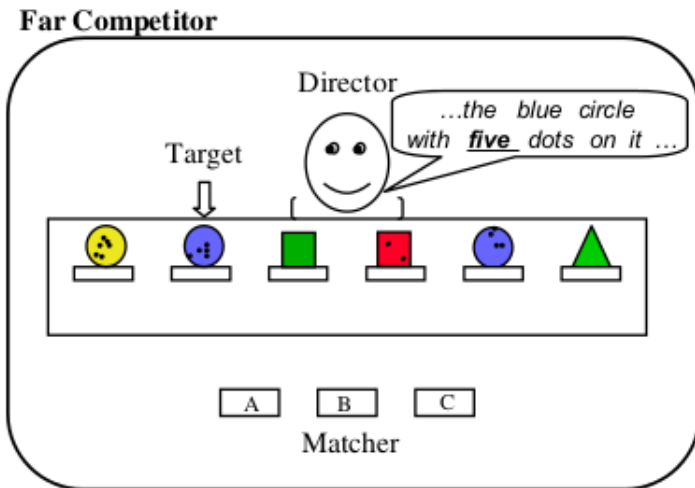 Far Competitor
Director
…the blue circle
with five dots on it …
Target
A B C
Matcher